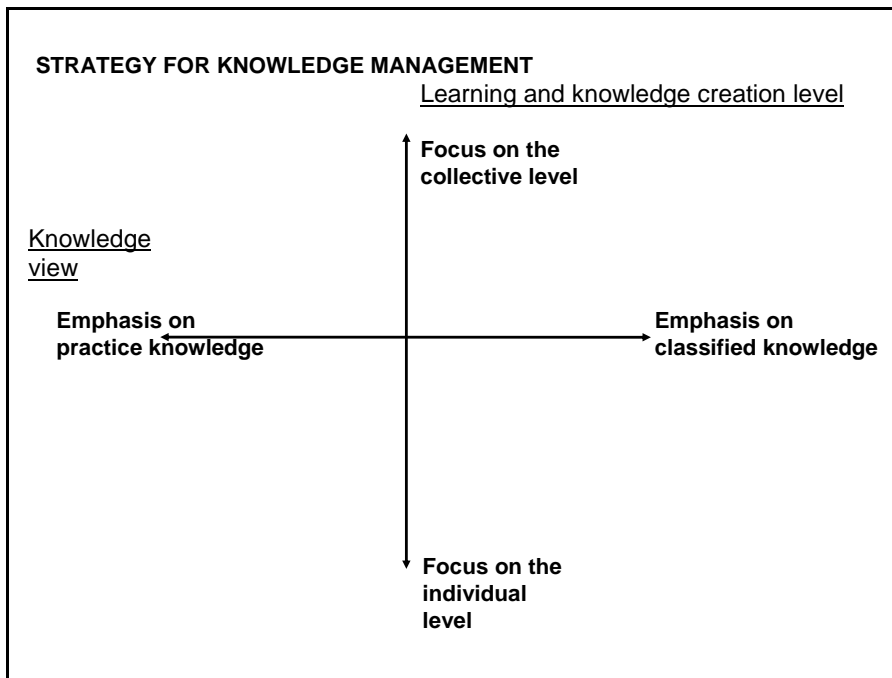 STRATEGY FOR KNOWLEDGE MANAGEMENT
Learning and knowledge creation level
Focus on the
collective level
Knowledge
view
Emphasis on
practice knowledge
Emphasis on
classified knowledge
Focus on the
individual
level